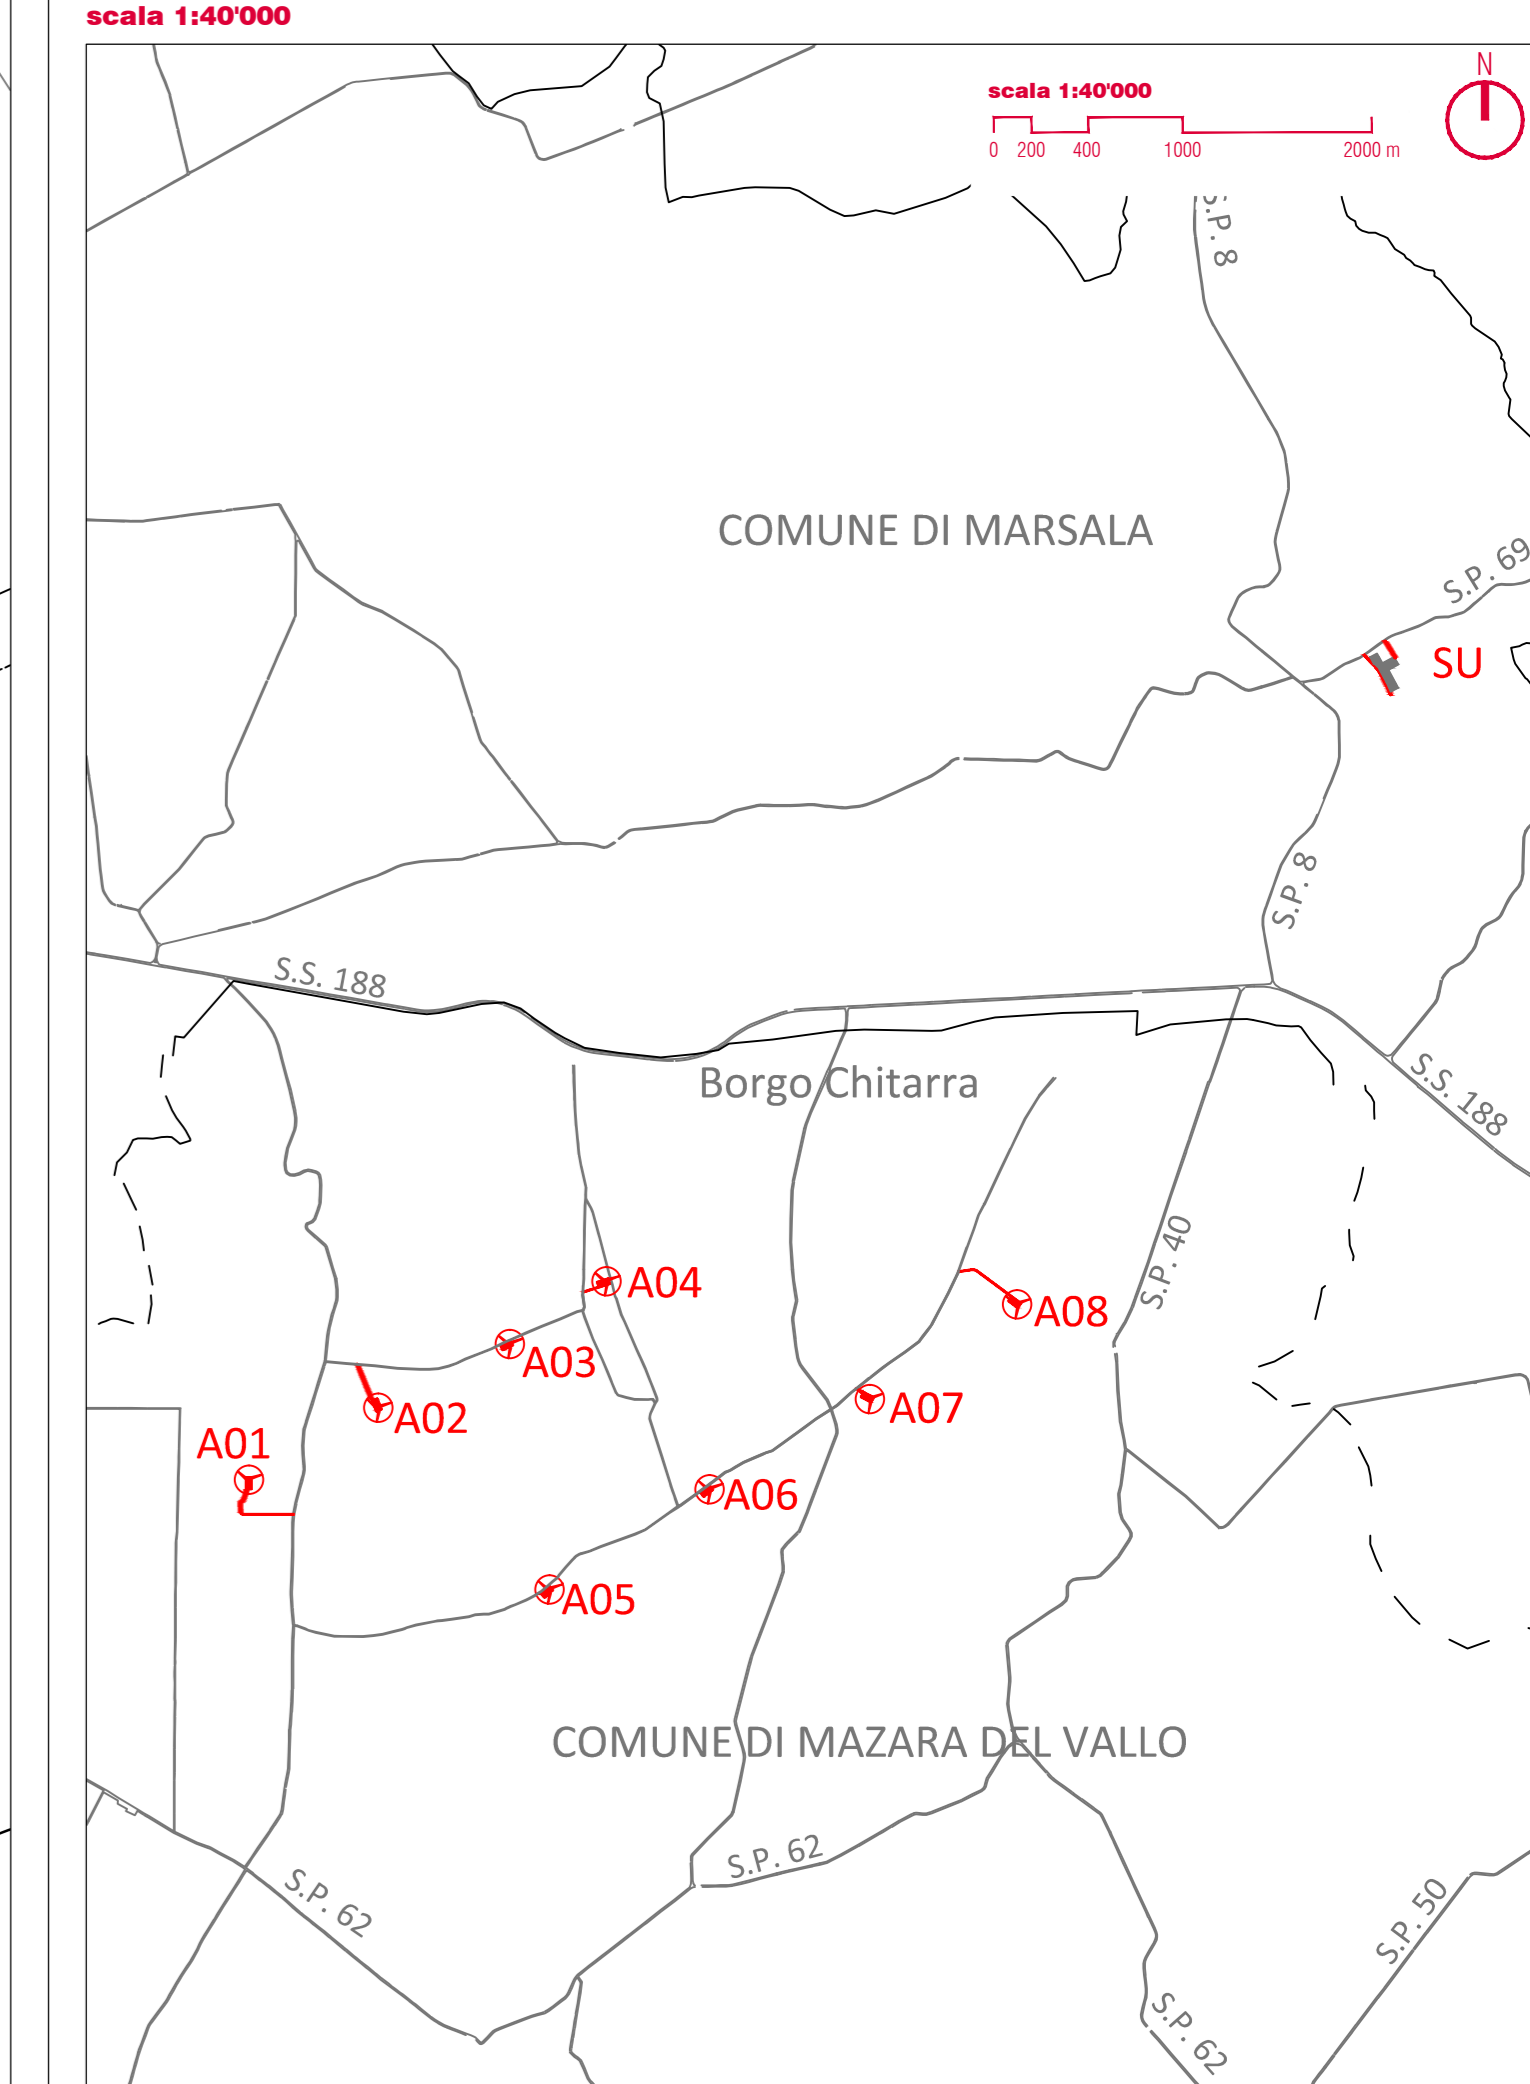 scala 1:40'000
N
scala 1:40'000
0 200 400 1000 2000 m
S.P. 8
COMUNE DI MARSALA
S.P. 69
SU
S.P. 8
S.S. 188
Borgo Chitarra
S.S. 188
S.P. 40
A04
A08
A03
A02
A07
A01
A06
A05
COMUNE DI MAZARA DEL VALLO
S.P. 62
S.P. 62
S.P. 50
S.P. 62